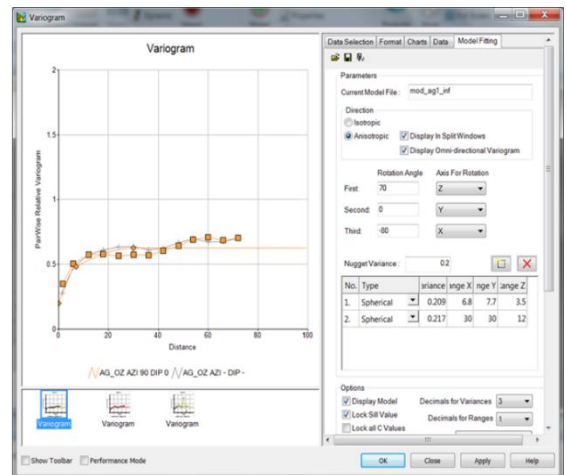 Variogram
Variogram
2
1.5
1
0.5
0
0 20 40 60 80 100
PairWise Relative Variogram
Distance
AG_OZ AZI 90 DIP 0 AG_OZ AZI - DIP -
Variogram Variogram Variogram
Show Toolbar Performance Mode
Data Selection Format Charts Data Model Fitting
Parameters
Current Model File : mod_ag1_inf
Direction
Isotropic
Anisotropic Display In Split Windows
Display Omni-directional Variogram
Rotation Angle Axis For Rotation
First: 70 Z
Second: 0 Y
Third: -80 X
Nugget Variance : 0.2
No. Type ariance ange X nge Y ange Z
1. Spherical 0.209 6.8 7.7 3.5
2. Spherical 0.217 30 30 12
Options
Display Model Decimals for Variances 3
Lock Sill Value Decimals for Ranges 1
Lock all C Values
OK Close Apply Help